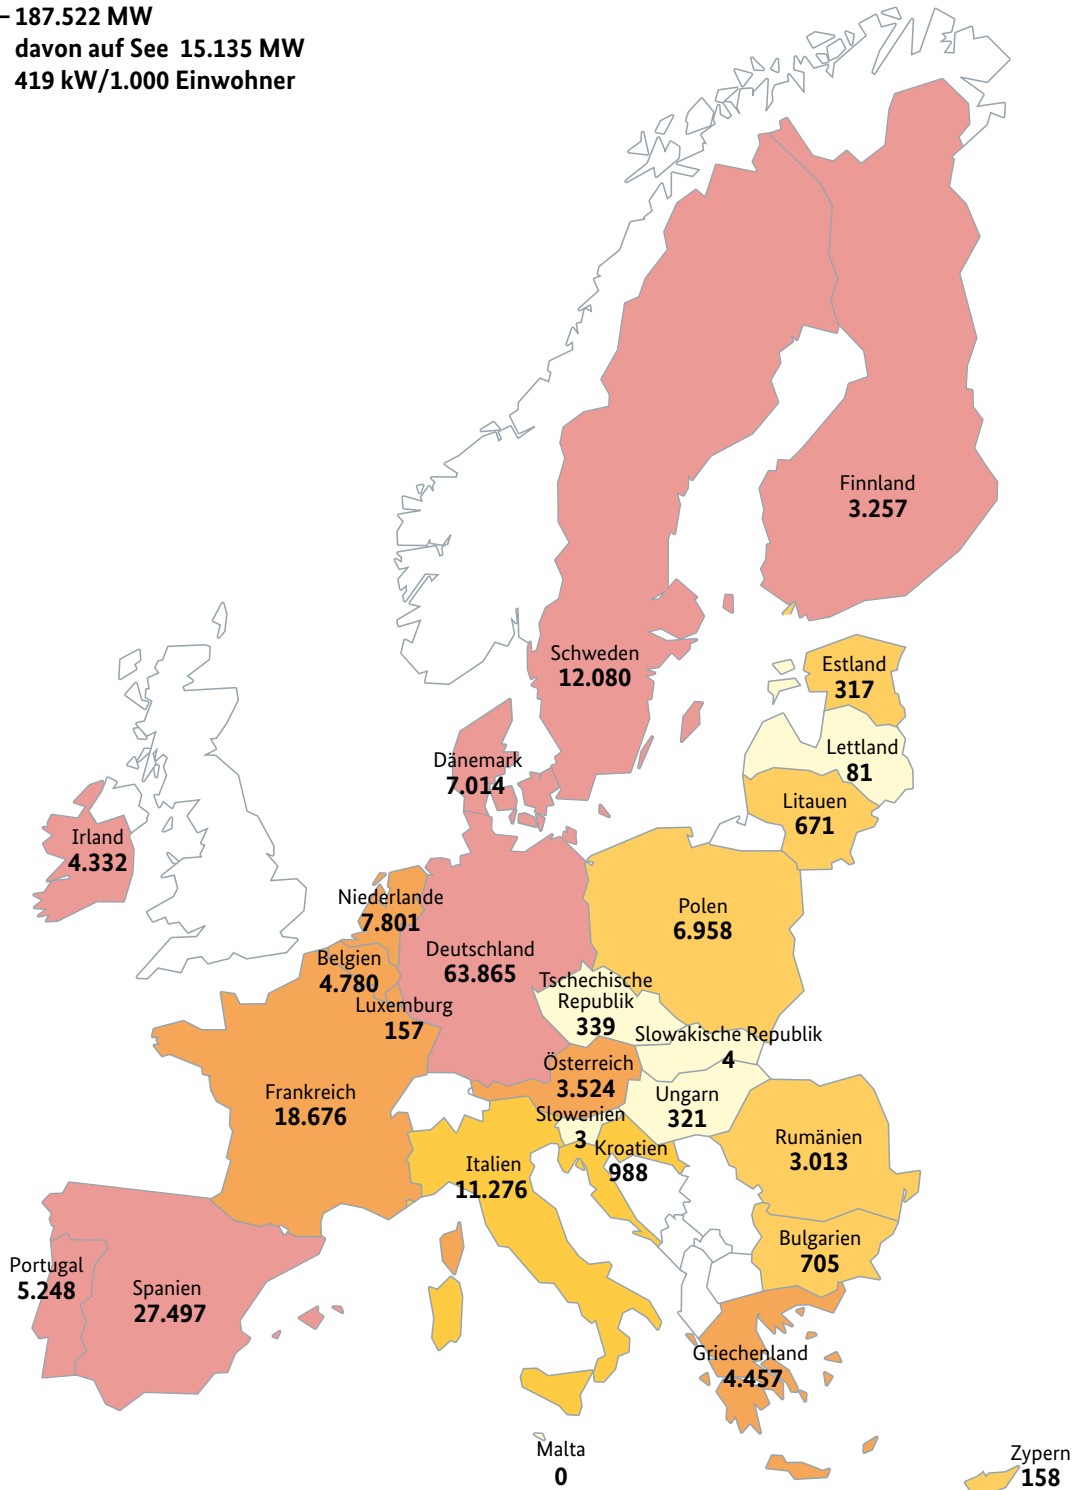 – 187.522 MW
davon auf See 15.135 MW
419 kW/1.000 Einwohner
Finnland
3.257
Schweden
12.080
Estland
317
Lettland
81
Dänemark
7.014
Litauen
671
Irland
4.332
Niederlande
7.801
Polen
6.958
Belgien
4.780
Deutschland
63.865
Tschechische
Republik
339
Luxemburg
157
Slowakische Republik
4
Österreich
3.524
Frankreich
18.676
Ungarn
321
Slowenien
3
Kroatien
988
Rumänien
3.013
Italien
11.276
Bulgarien
705
Portugal
5.248
Spanien
27.497
Griechenland
4.457
Malta
0
Zypern
158